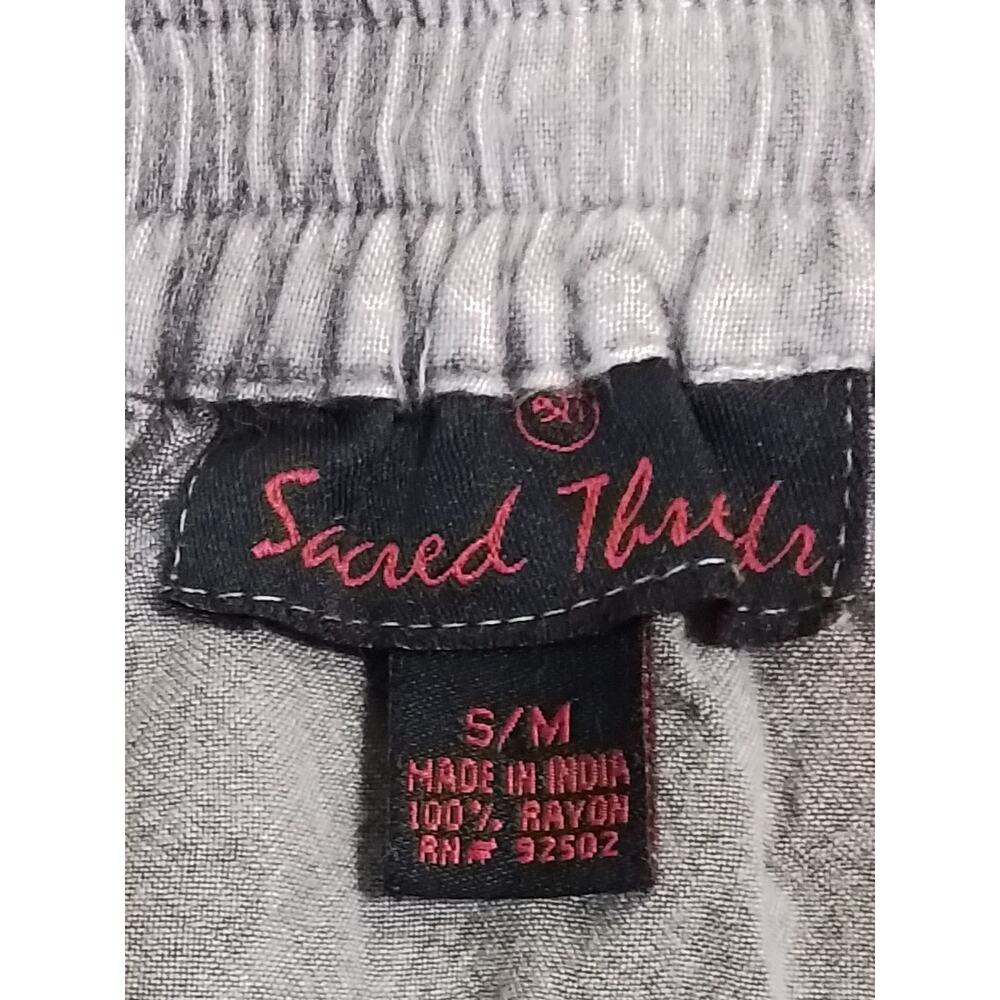 Sacred Threads
S/M
MADE IN INDIA
100% RAYON
RN# 92502